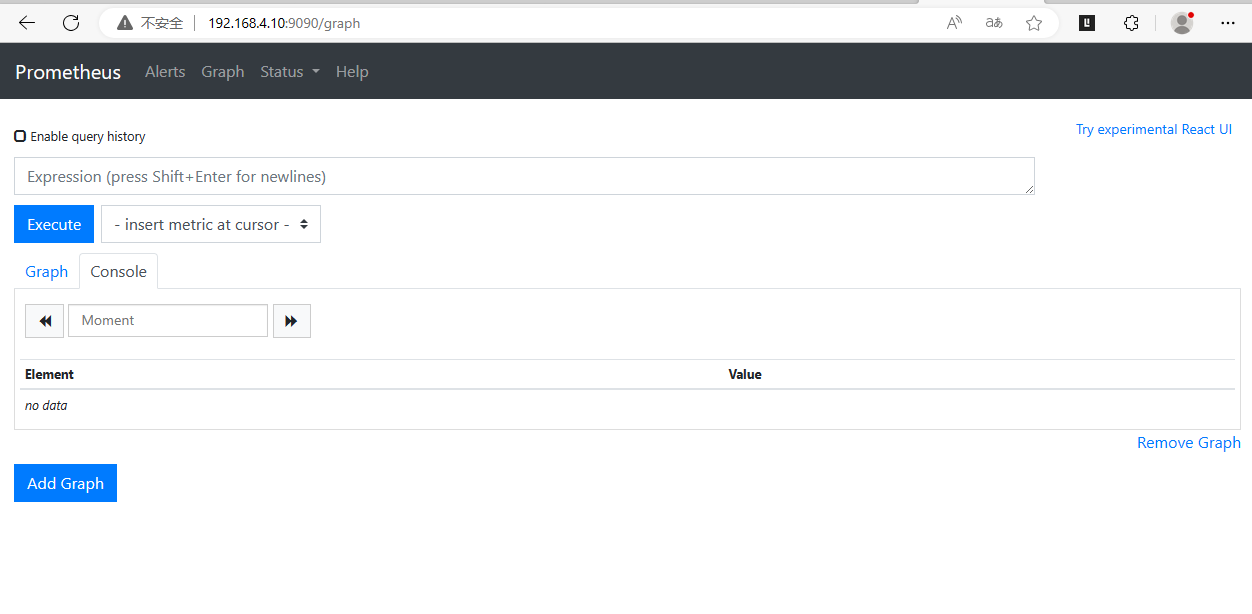 不安全 192.168.4.10:9090/graph
Prometheus Alerts Graph Status Help
Enable query history
Try experimental React UI
Expression (press Shift+Enter for newlines)
Execute - insert metric at cursor -
Graph Console
Moment
Element Value
no data
Remove Graph
Add Graph